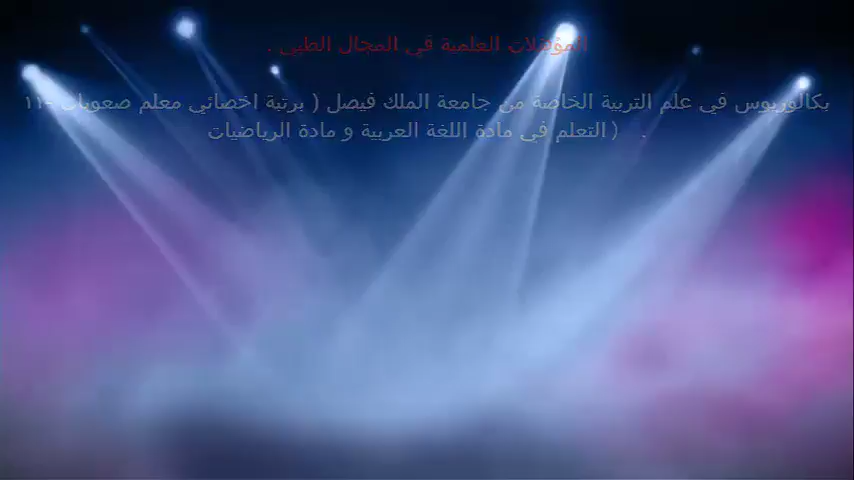 المؤهلات العلمية في المجال الطبي .
١١- بكالوريوس في علم التربية الخاصة من جامعة الملك فيصل ( برتبة اخصائي معلم صعوبات
التعلم في مادة اللغة العربية و مادة الرياضيات ) .